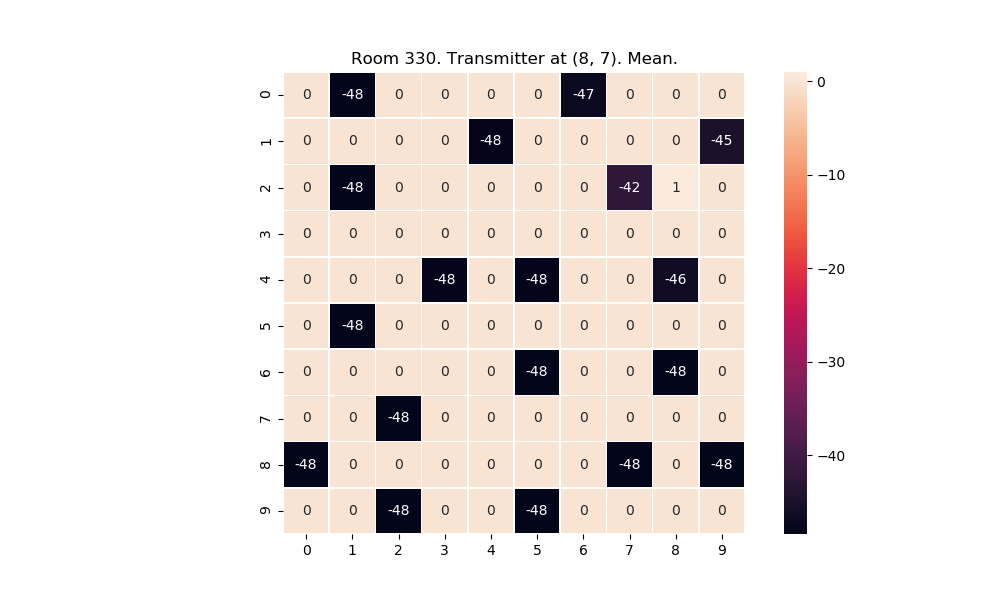 Room 330. Transmitter at (8, 7). Mean.
0 0 -48 0 0 0 0 -47 0 0 0
1 0 0 0 0 -48 0 0 0 0 -45
2 0 -48 0 0 0 0 0 -42 1 0
3 0 0 0 0 0 0 0 0 0 0
4 0 0 0 -48 0 -48 0 0 -46 0
5 0 -48 0 0 0 0 0 0 0 0
6 0 0 0 0 0 -48 0 0 -48 0
7 0 0 -48 0 0 0 0 0 0 0
8 -48 0 0 0 0 0 0 -48 0 -48
9 0 0 -48 0 0 -48 0 0 0 0
0 1 2 3 4 5 6 7 8 9
0
−10
−20
−30
−40